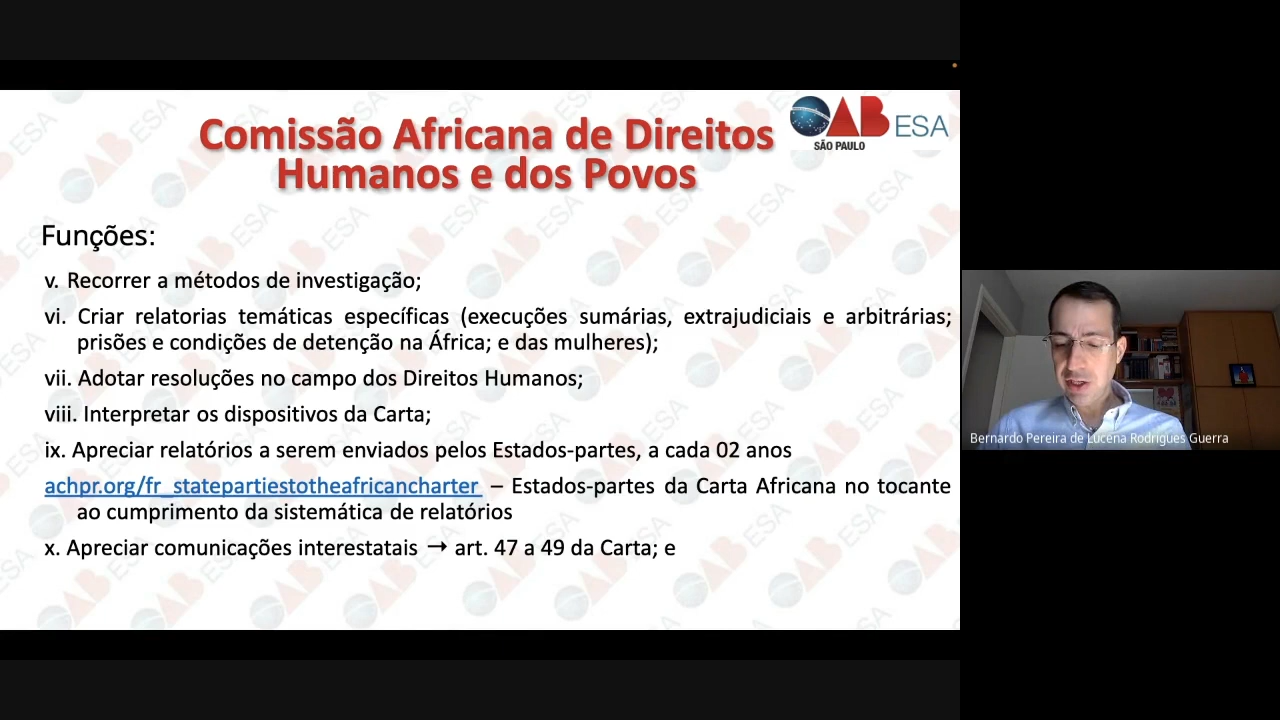 Comissão Africana de Direitos
Humanos e dos Povos
OAB ESA
SÃO PAULO
Funções:
v. Recorrer a métodos de investigação;
vi. Criar relatorias temáticas específicas (execuções sumárias, extrajudiciais e arbitrárias;
prisões e condições de detenção na África; e das mulheres);
vii. Adotar resoluções no campo dos Direitos Humanos;
viii. Interpretar os dispositivos da Carta;
ix. Apreciar relatórios a serem enviados pelos Estados-partes, a cada 02 anos
achpr.org/fr_statepartiestotheafricancharter – Estados-partes da Carta Africana no tocante
ao cumprimento da sistemática de relatórios
x. Apreciar comunicações interestatais → art. 47 a 49 da Carta; e
Bernardo Pereira de Lucena Rodrigues Guerra